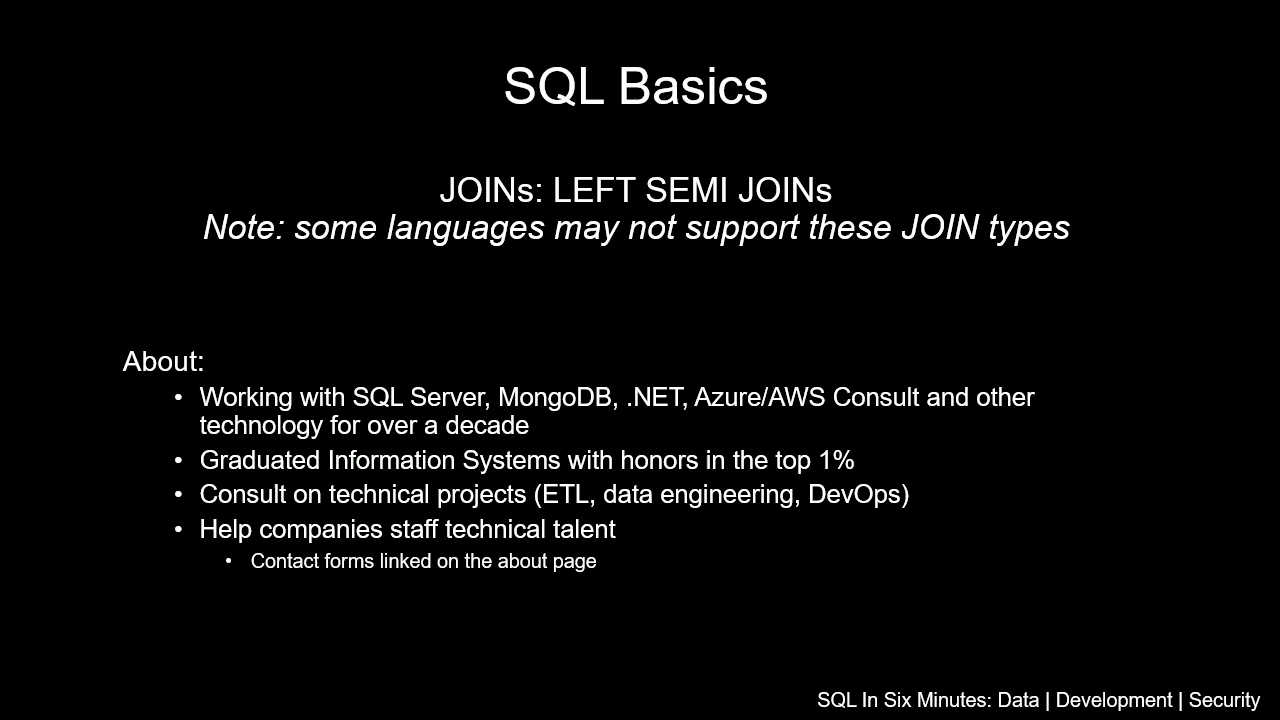 SQL Basics
JOINs: LEFT SEMI JOINs
Note: some languages may not support these JOIN types
About:
• Working with SQL Server, MongoDB, .NET, Azure/AWS Consult and other
technology for over a decade
• Graduated Information Systems with honors in the top 1%
• Consult on technical projects (ETL, data engineering, DevOps)
• Help companies staff technical talent
• Contact forms linked on the about page
SQL In Six Minutes: Data | Development | Security